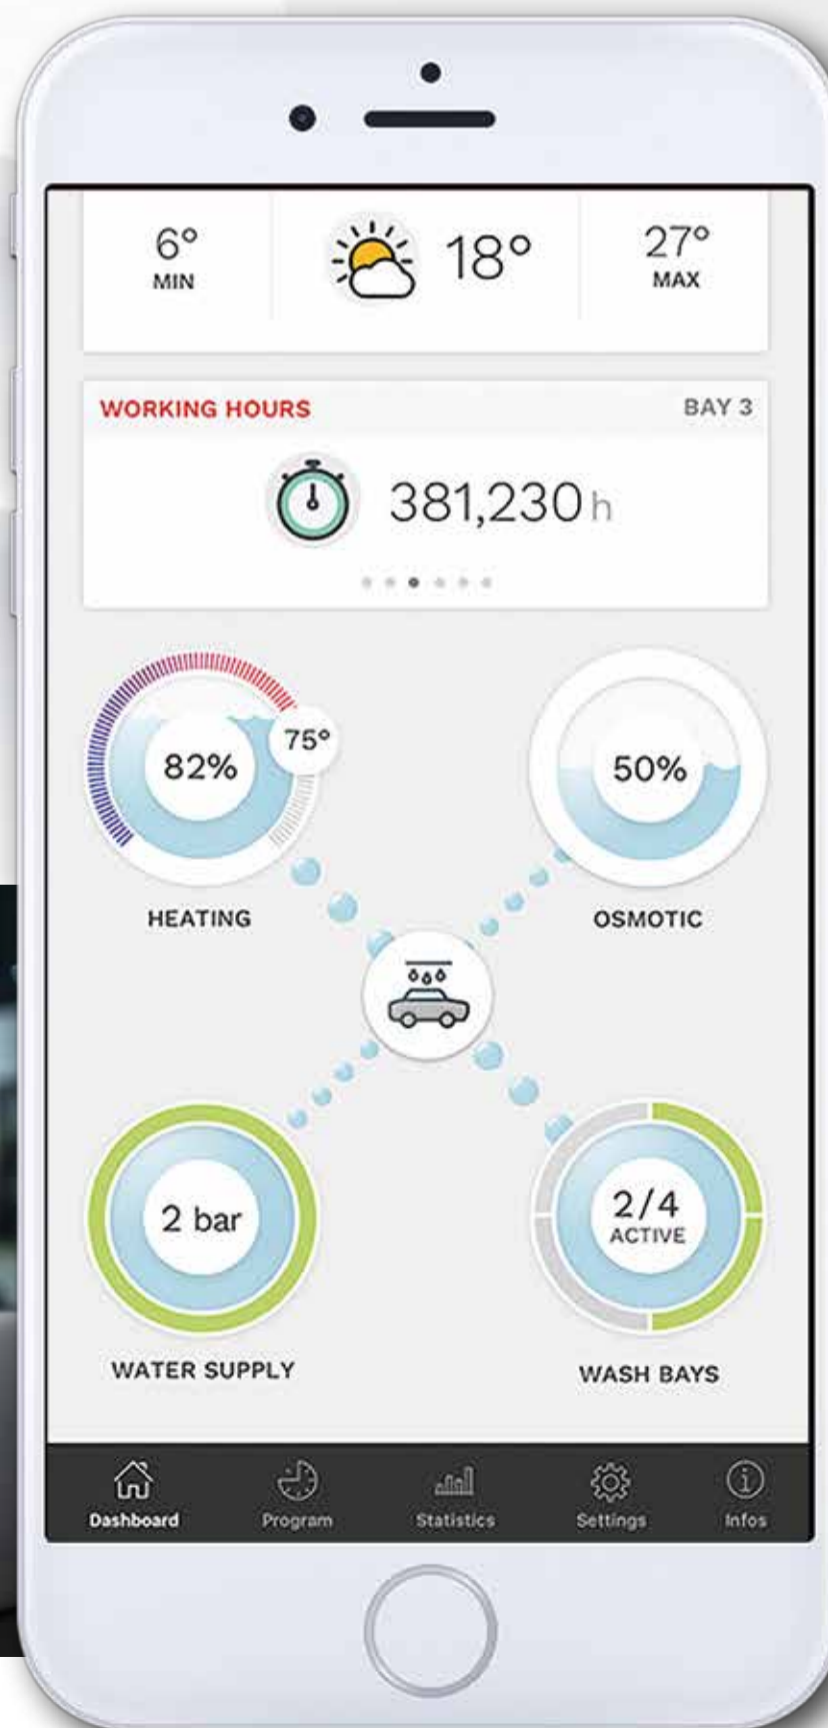 6° 18° 27°
MIN MAX
WORKING HOURS BAY 3
381,230 h
75°
82% 50%
HEATING OSMOTIC
2 bar 2/4
ACTIVE
WATER SUPPLY WASH BAYS
Dashboard Program Statistics Settings Infos